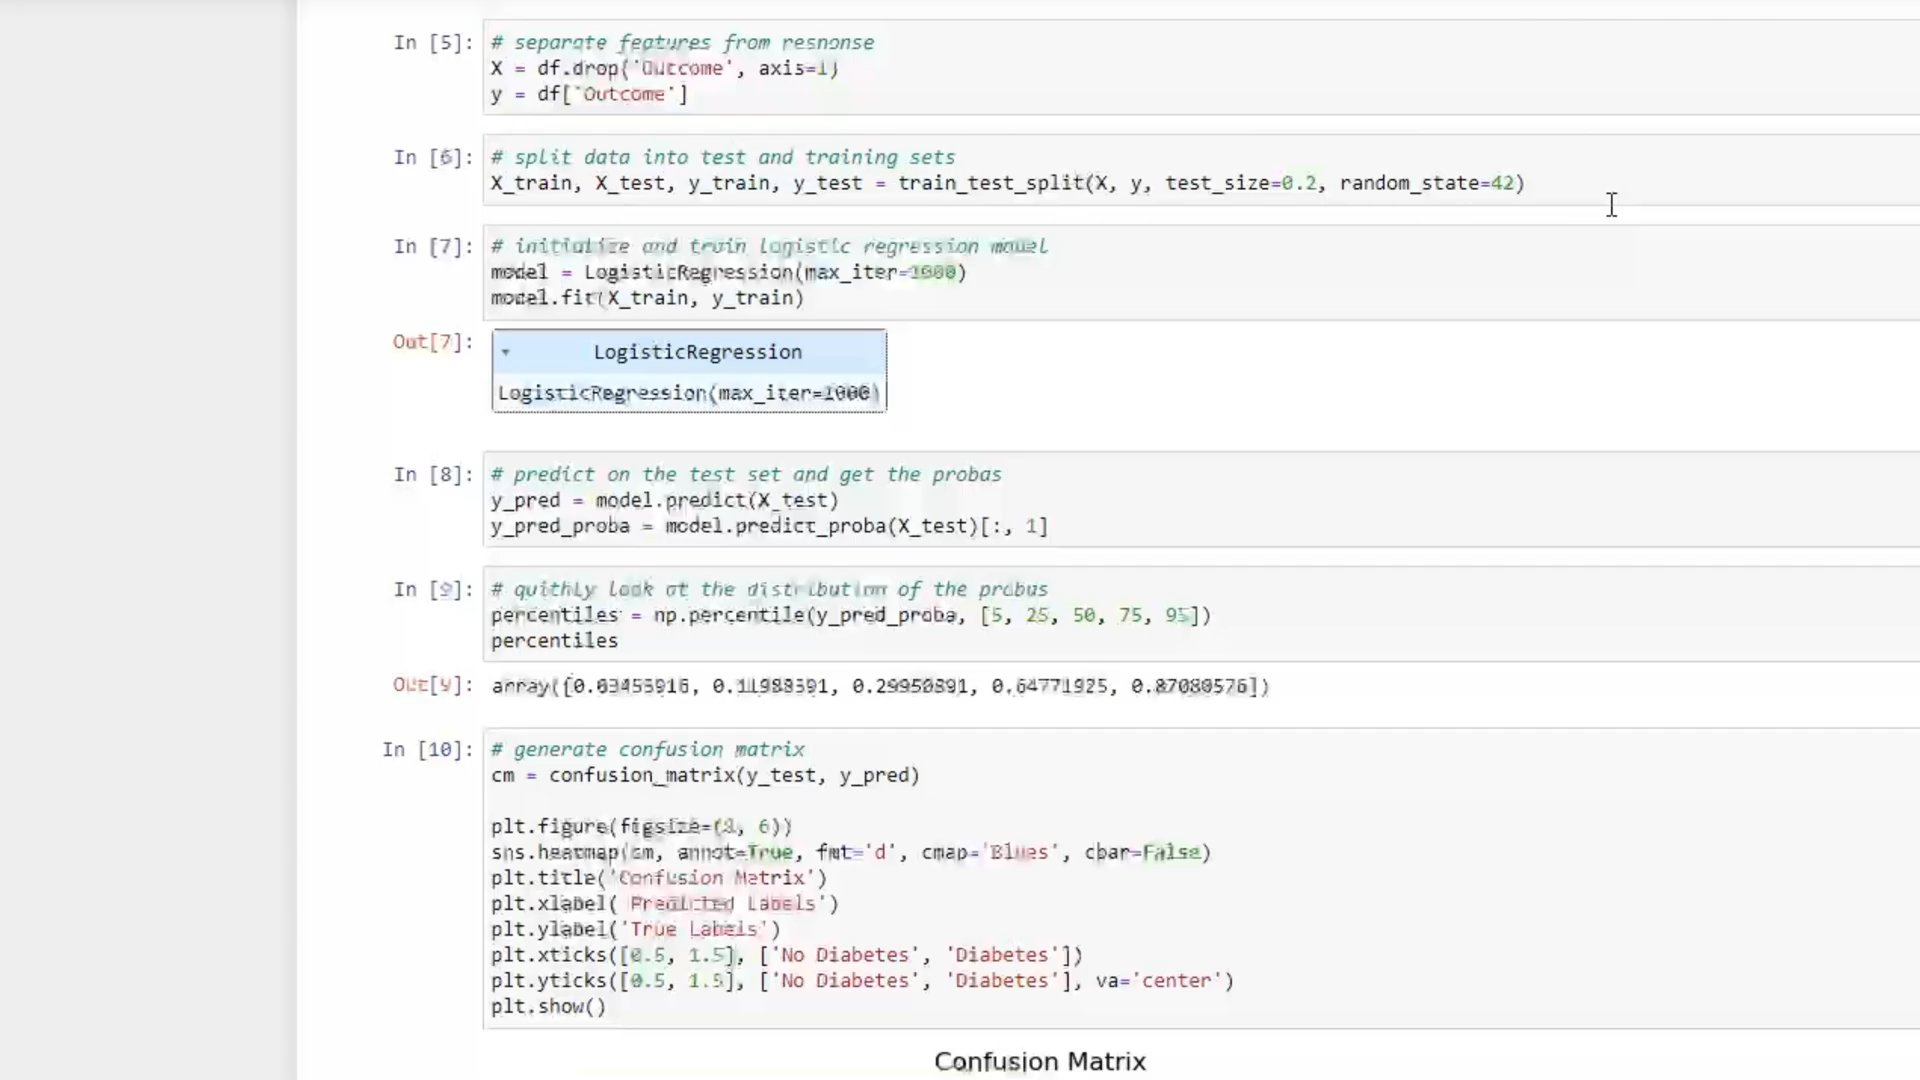 In [5]:
# separate features from resnonse
X = df.drop('Outcome', axis=1)
y = df['Outcome']
In [6]:
# split data into test and training sets
X_train, X_test, y_train, y_test = train_test_split(X, y, test_size=0.2, random_state=42)
In [7]:
# initialize and train logistic regression model
model = LogisticRegression(max_iter=1000)
model.fit(X_train, y_train)
Out[7]:
LogisticRegression
LogisticRegression(max_iter=1000)
In [8]:
# predict on the test set and get the probas
y_pred = model.predict(X_test)
y_pred_proba = model.predict_proba(X_test)[:, 1]
In [9]:
# look at the distribution of the probas
percentiles = np.percentile(y_pred_proba, [5, 25, 50, 75, 95])
percentiles
Out[9]:
array([
In [10]:
# generate confusion matrix
cm = confusion_matrix(y_test, y_pred)
plt.figure(figsize=(8, 6))
sns.heatmap(cm, annot=True, fmt='d', cmap='Blues', cbar=False)
plt.title('Confusion Matrix')
plt.xlabel('Predicted Labels')
plt.ylabel('True Labels')
plt.xticks([0.5, 1.5], ['No Diabetes', 'Diabetes'])
plt.yticks([0.5, 1.5], ['No Diabetes', 'Diabetes'], va='center')
plt.show()
Confusion Matrix